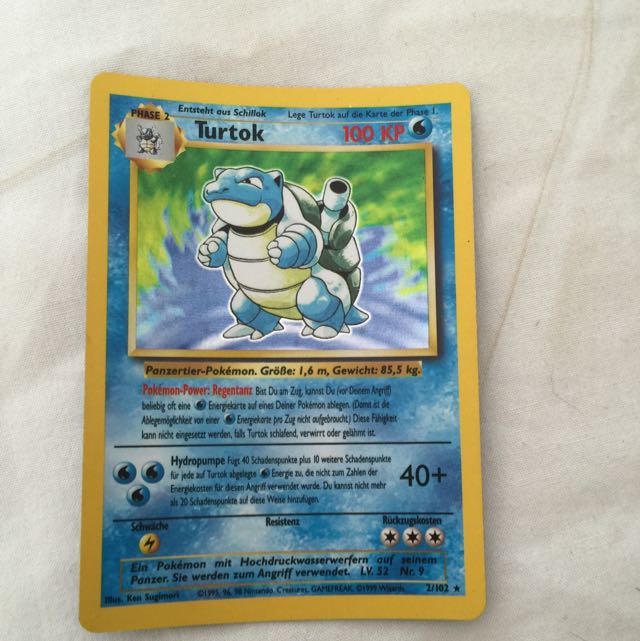 PHASE 2
Entsteht aus Schillok
Lege Turtok auf die Karte der Phase 1.
Turtok
100 KP
Panzertier-Pokémon. Größe: 1,6 m, Gewicht: 85,5 kg.
Pokémon-Power: Regentanz Bist Du am Zug, kannst Du (vor Deinem Angriff)
beliebig oft eine Energiekarte auf eines Deiner Pokémon ablegen. (Damit ist die
Ablegemöglichkeit von einer Energiekarte pro Zug nicht aufgebraucht.) Diese Fähigkeit
kann nicht eingesetzt werden, falls Turtok schlafend, verwirrt oder gelähmt ist.
Hydropumpe Fügt 40 Schadenspunkte plus 10 weitere Schadenspunkte
für jede auf Turtok abgelegte Energie zu, die nicht zum Zahlen der
Energiekosten für diesen Angriff verwendet wurde. Du kannst nicht mehr
als 20 Schadenspunkte auf diese Weise hinzufügen.
40+
Schwäche
Resistenz
Rückzugskosten
Ein Pokémon mit Hochdruckwasserwerfern auf seinem
Panzer. Sie werden zum Angriff verwendet. LV. 52 Nr. 9
Illus. Ken Sugimori
©1995, 96, 98 Nintendo, Creatures, GAMEFREAK. ©1999 Wizards.
2/102 ★